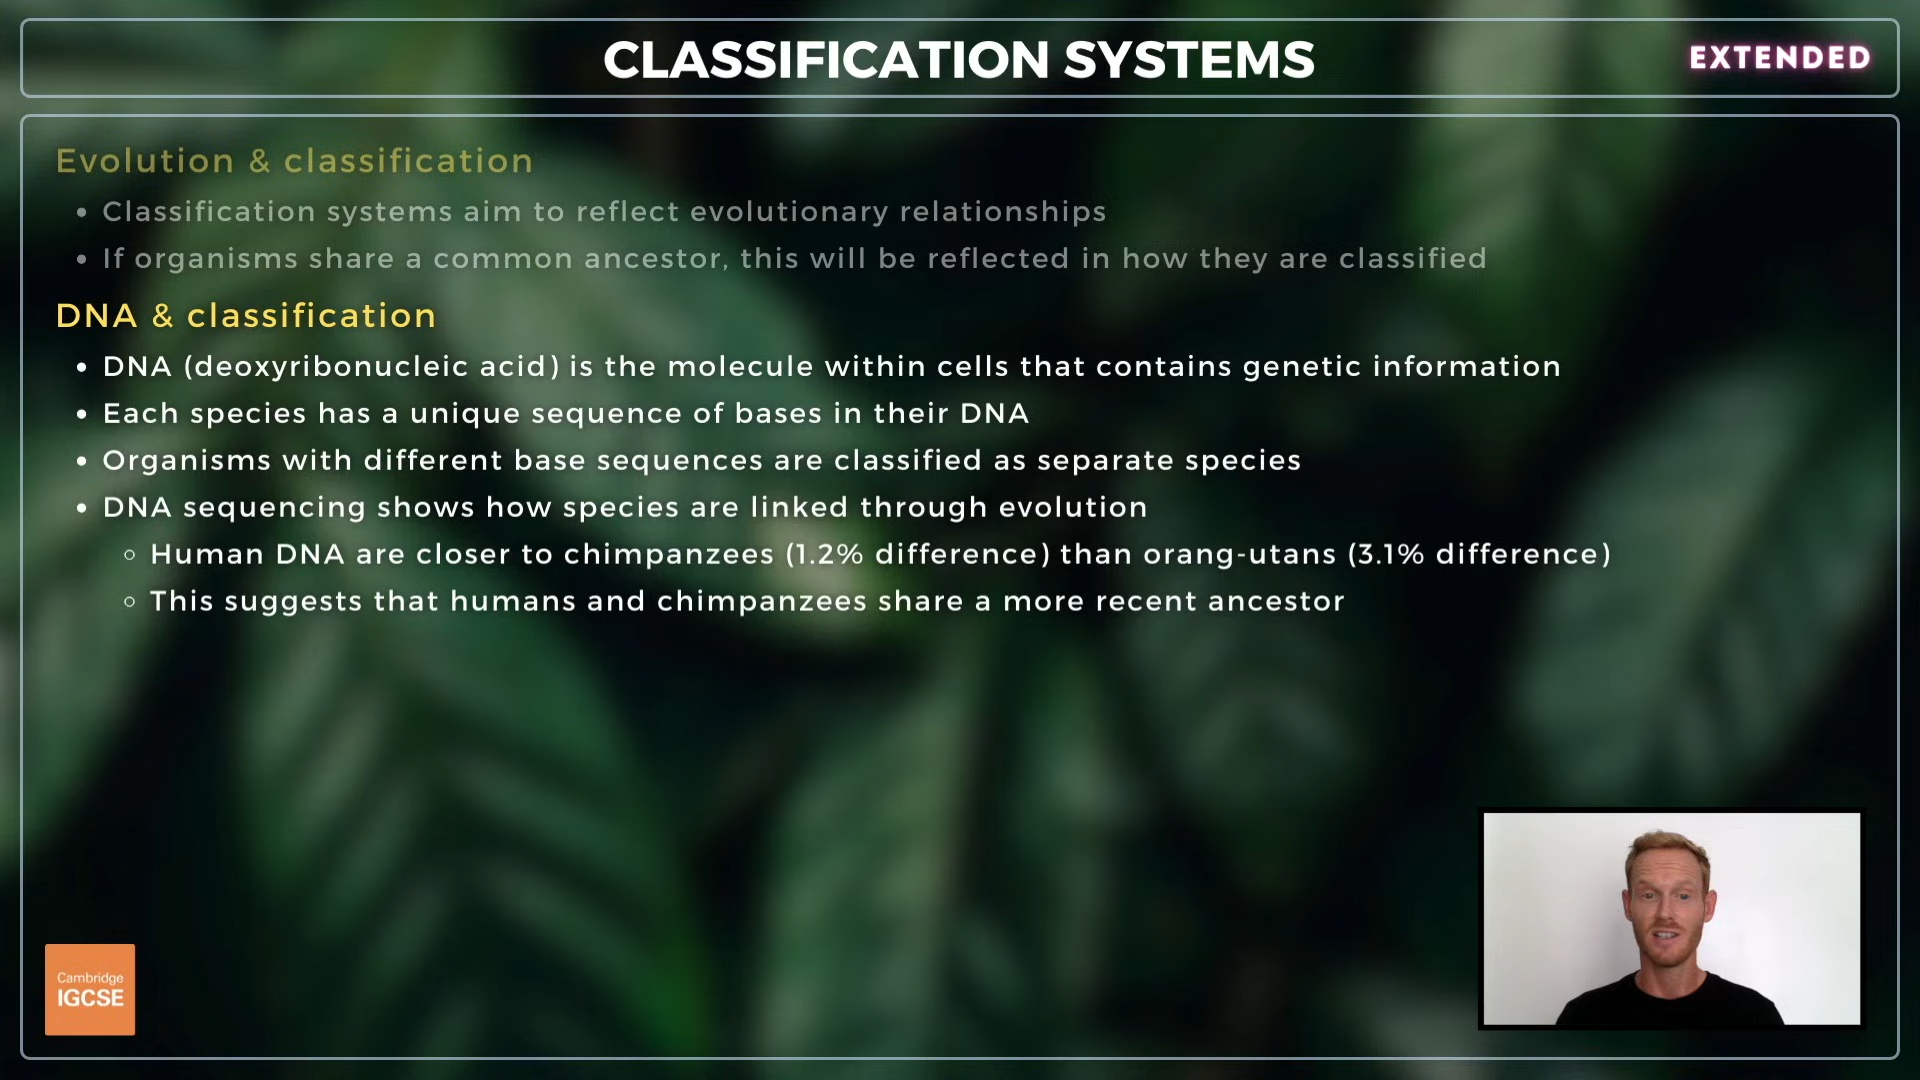 CLASSIFICATION SYSTEMS
EXTENDED
Evolution & classification
• Classification systems aim to reflect evolutionary relationships
• If organisms share a common ancestor, this will be reflected in how they are classified
DNA & classification
• DNA (deoxyribonucleic acid) is the molecule within cells that contains genetic information
• Each species has a unique sequence of bases in their DNA
• Organisms with different base sequences are classified as separate species
• DNA sequencing shows how species are linked through evolution
◦ Human DNA are closer to chimpanzees (1.2% difference) than orang-utans (3.1% difference)
◦ This suggests that humans and chimpanzees share a more recent ancestor
Cambridge
IGCSE